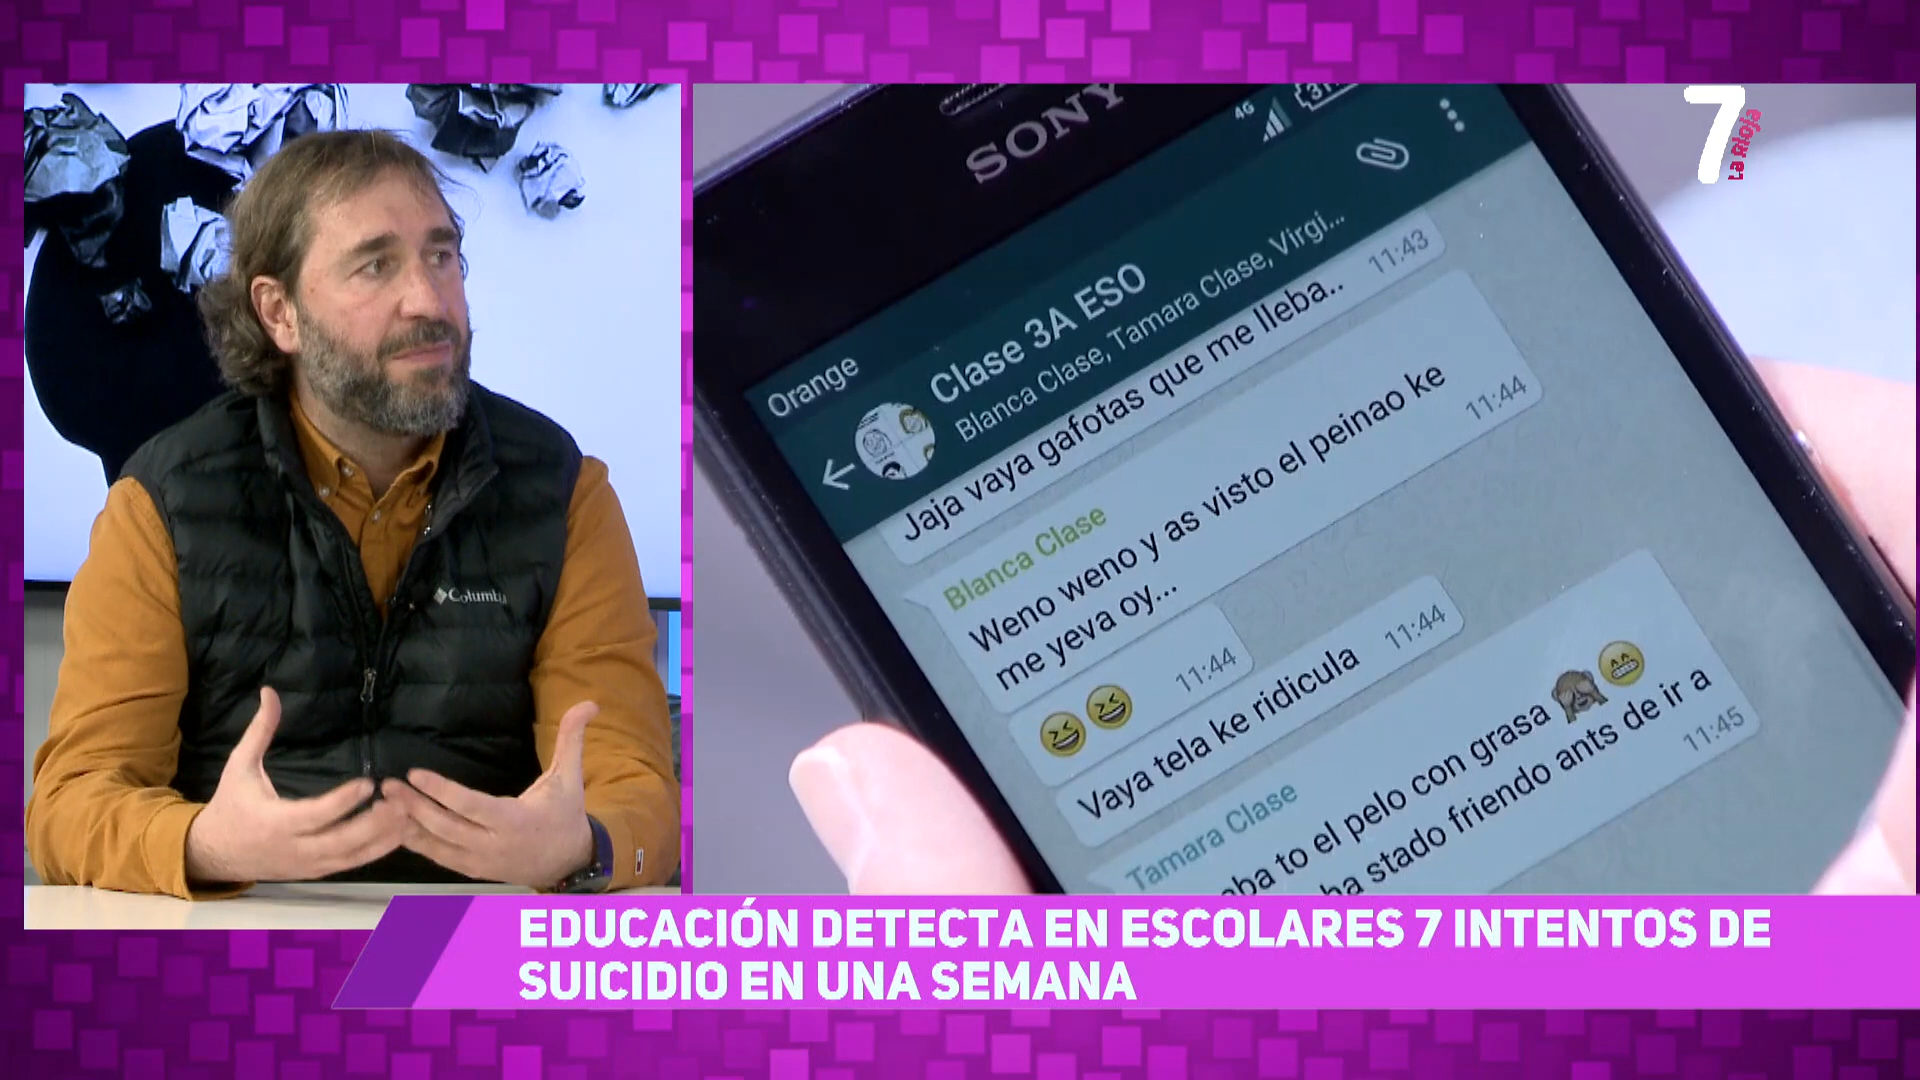 7
La Rioja
SONY
4G
Orange
Clase 3A ESO
Blanca Clase, Tamara Clase, Virgi...
Jaja vaya gafotas que me lleba.. 11:43
Blanca Clase
Weno weno y as visto el peinao ke
me yeva oy... 11:44
11:44
Vaya tela ke ridicula 11:44
Tamara Clase
to el pelo con grasa
stado friendo ants de ir a
11:45
Columbia
EDUCACIÓN DETECTA EN ESCOLARES 7 INTENTOS DE
SUICIDIO EN UNA SEMANA